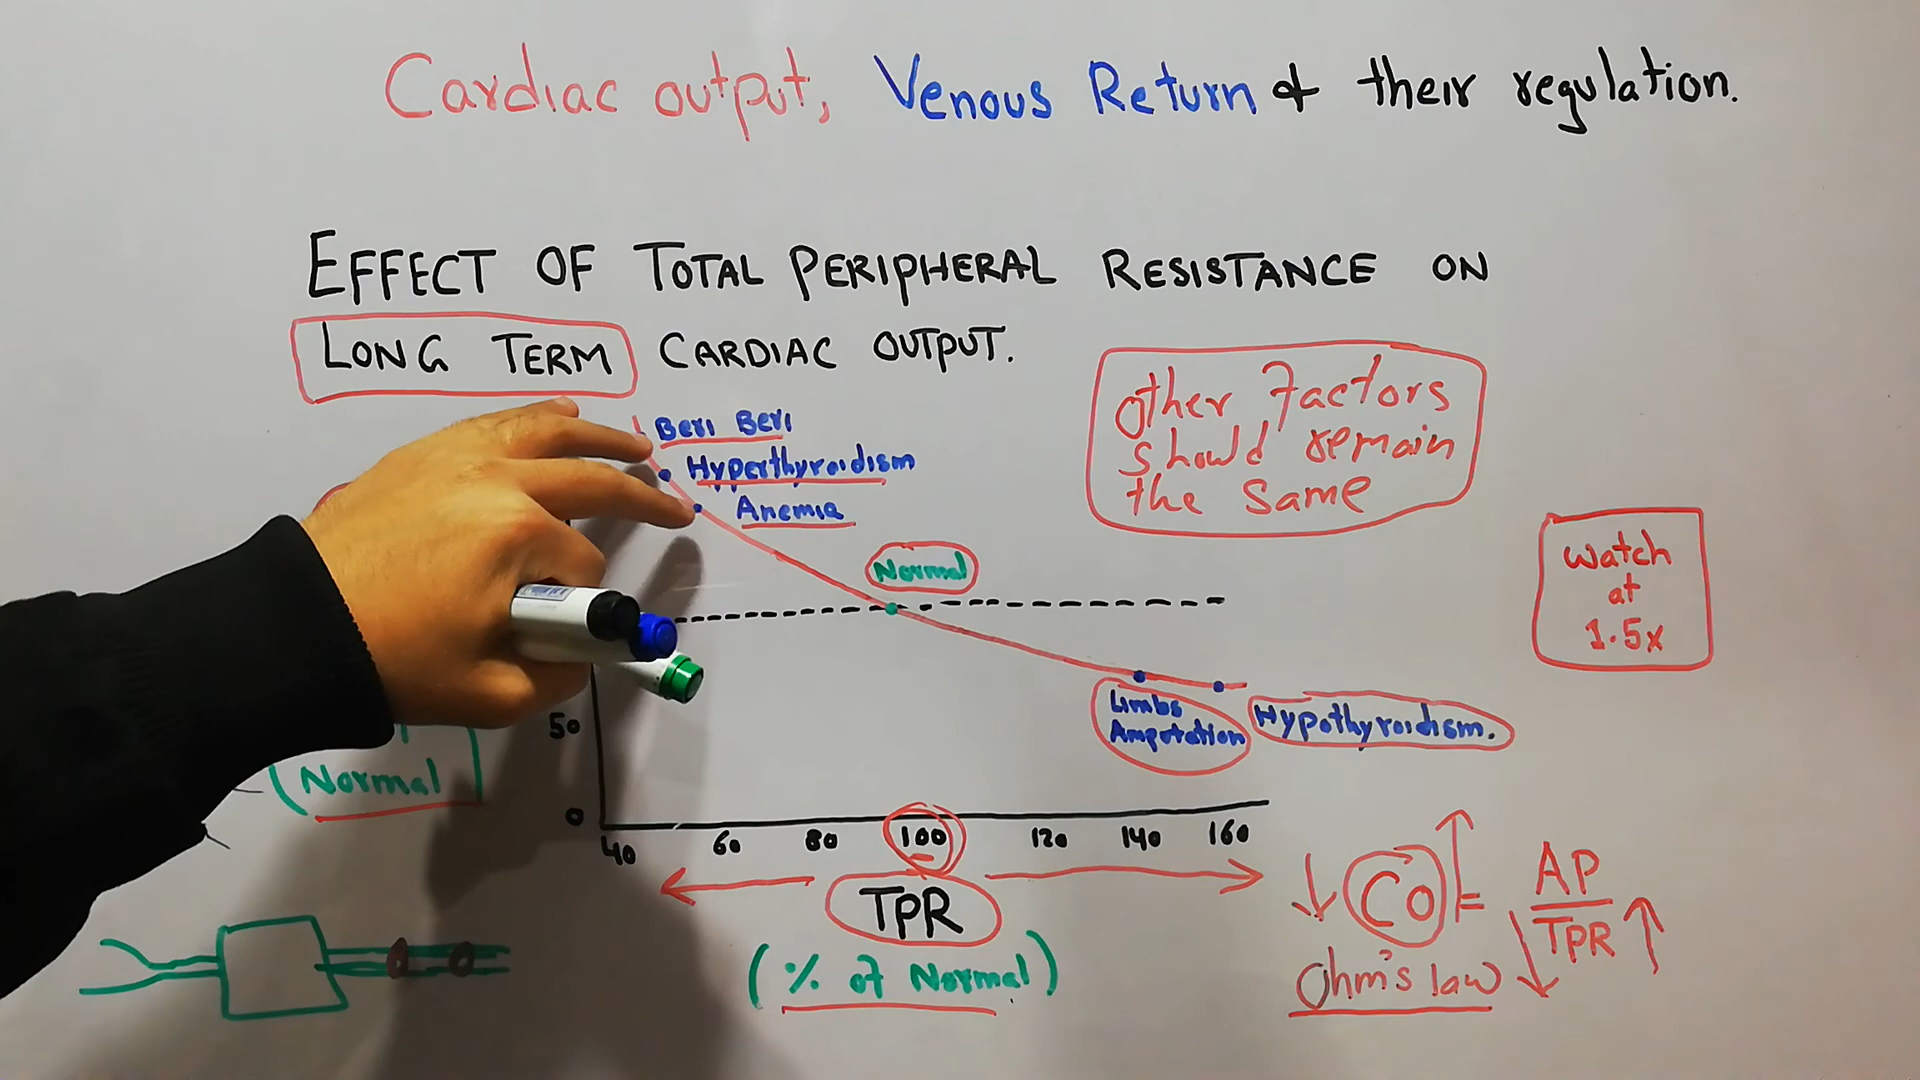 Cardiac output, Venous Return & their regulation.
EFFECT OF TOTAL PERIPHERAL RESISTANCE ON
LONG TERM CARDIAC OUTPUT.
Other Factors
should remain
the same
Beri Beri
Hyperthyroidism
Anemia
Normal
Watch
at
1.5x
Limbs
Amputation
Hypothyroidism.
50
(Normal
0
40 60 80 100 120 140 160
TPR
(% of Normal)
CO = AP
TPR
Ohm's law